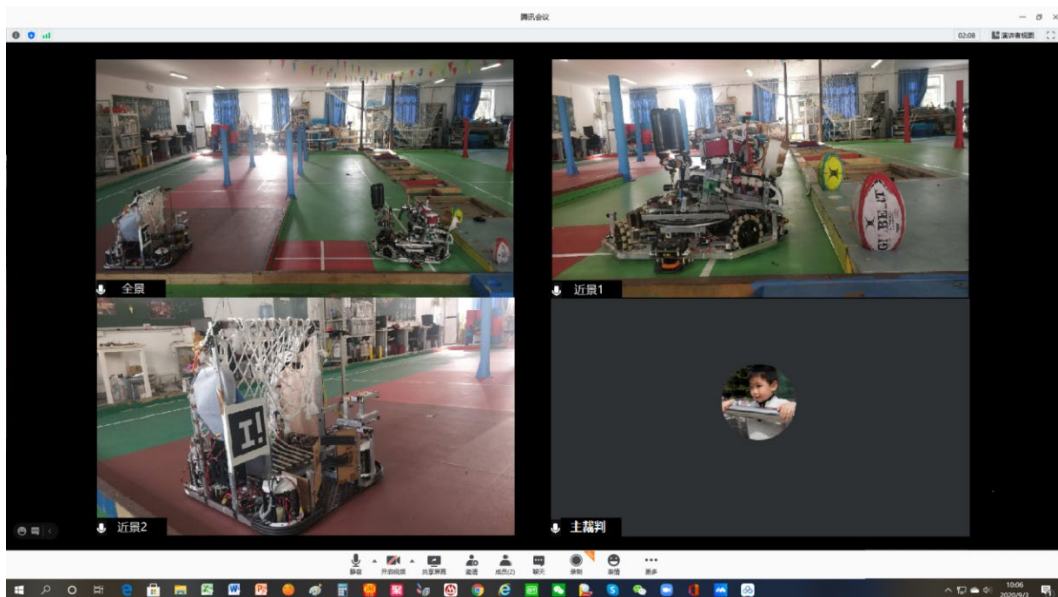 腾讯会议
02:08 演讲者视图
全景
近景1
GILBERT
近景2
I!
主裁判
静音 开启视频 共享屏幕 邀请 成员(2) 聊天 录制 表情 更多
10:06
2020/9/3